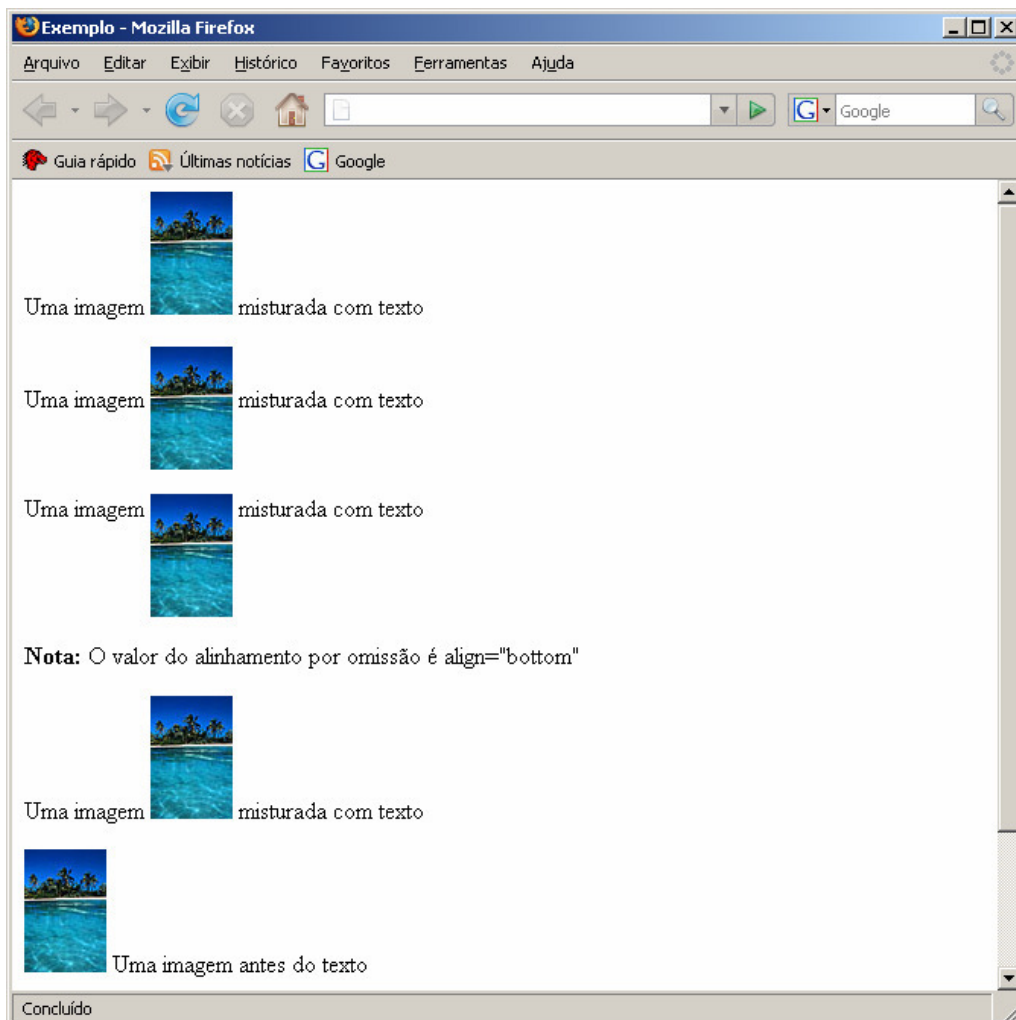 Exemplo - Mozilla Firefox
Arquivo Editar Exibir Histórico Favoritos Ferramentas Ajuda
G Google
Guia rápido Últimas notícias G Google
Uma imagem misturada com texto
Uma imagem misturada com texto
Uma imagem misturada com texto
Nota: O valor do alinhamento por omissão é align="bottom"
Uma imagem misturada com texto
Uma imagem antes do texto
Concluído